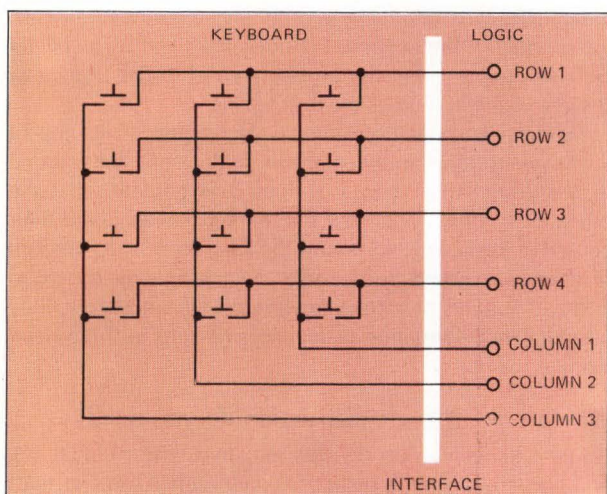 KEYBOARD LOGIC
ROW 1
ROW 2
ROW 3
ROW 4
COLUMN 1
COLUMN 2
COLUMN 3
INTERFACE